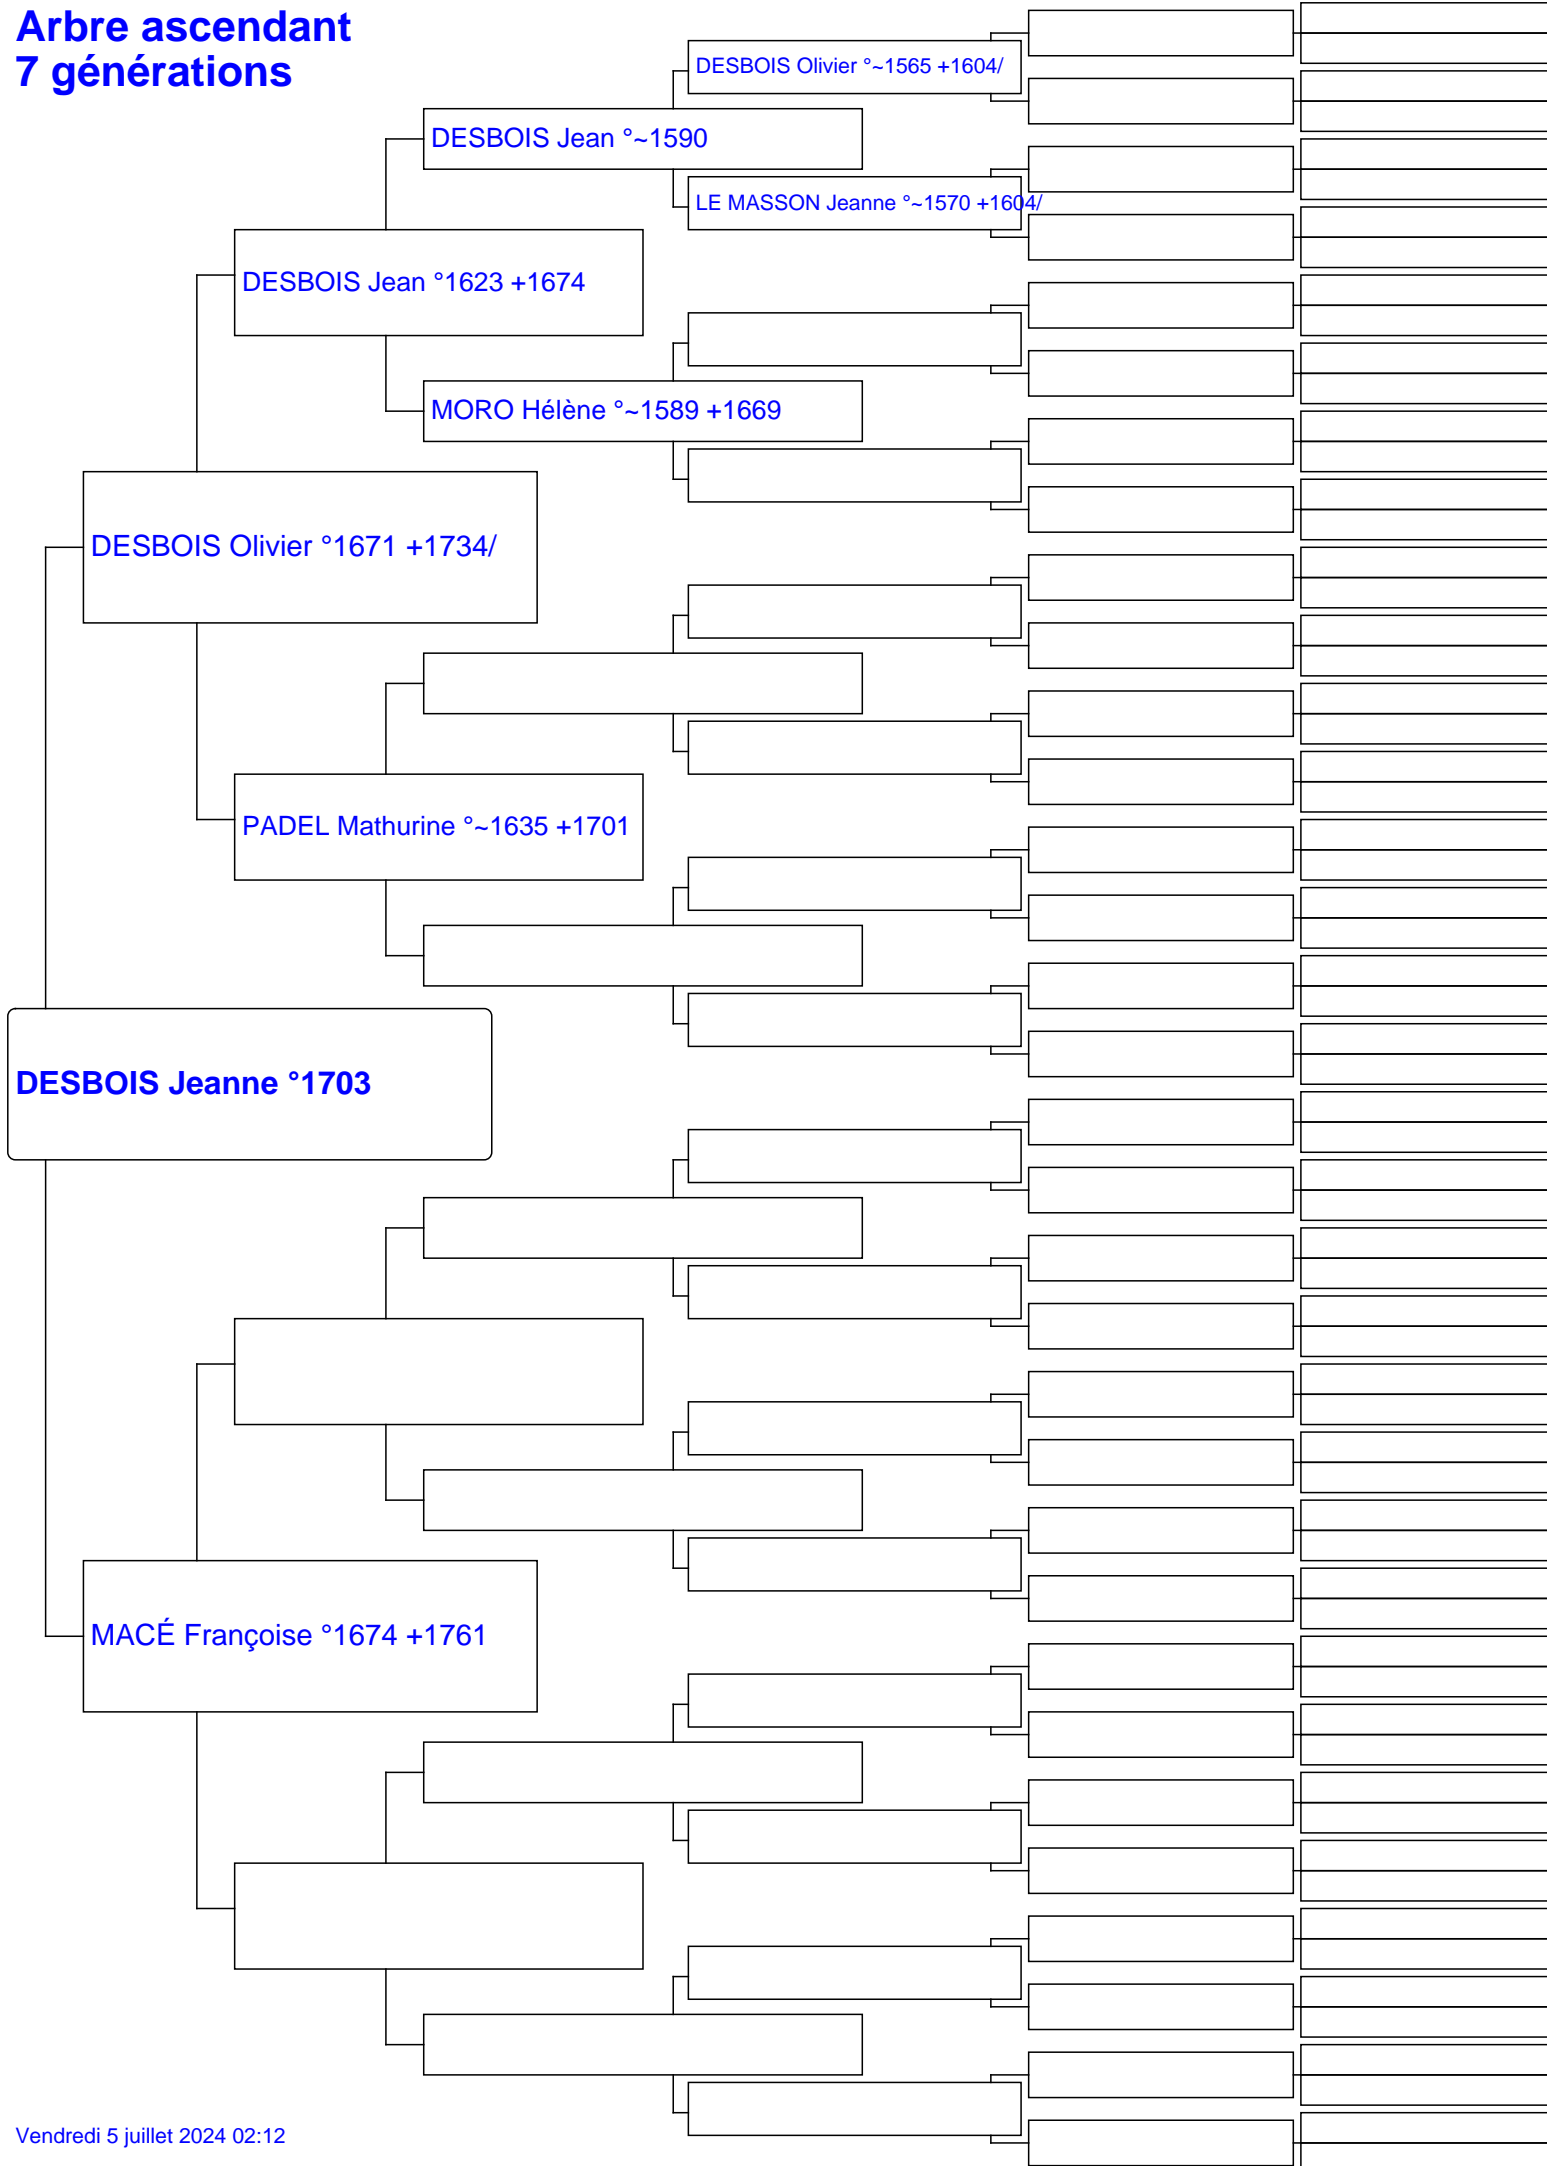 Arbre ascendant
7 générations
DESBOIS Olivier °~1565 +1604/
DESBOIS Jean °~1590
LE MASSON Jeanne °~1570 +1604/
DESBOIS Jean °1623 +1674
MORO Hélène °~1589 +1669
DESBOIS Olivier °1671 +1734/
PADEL Mathurine °~1635 +1701
DESBOIS Jeanne °1703
MACÉ Françoise °1674 +1761
Vendredi 5 juillet 2024 02:12